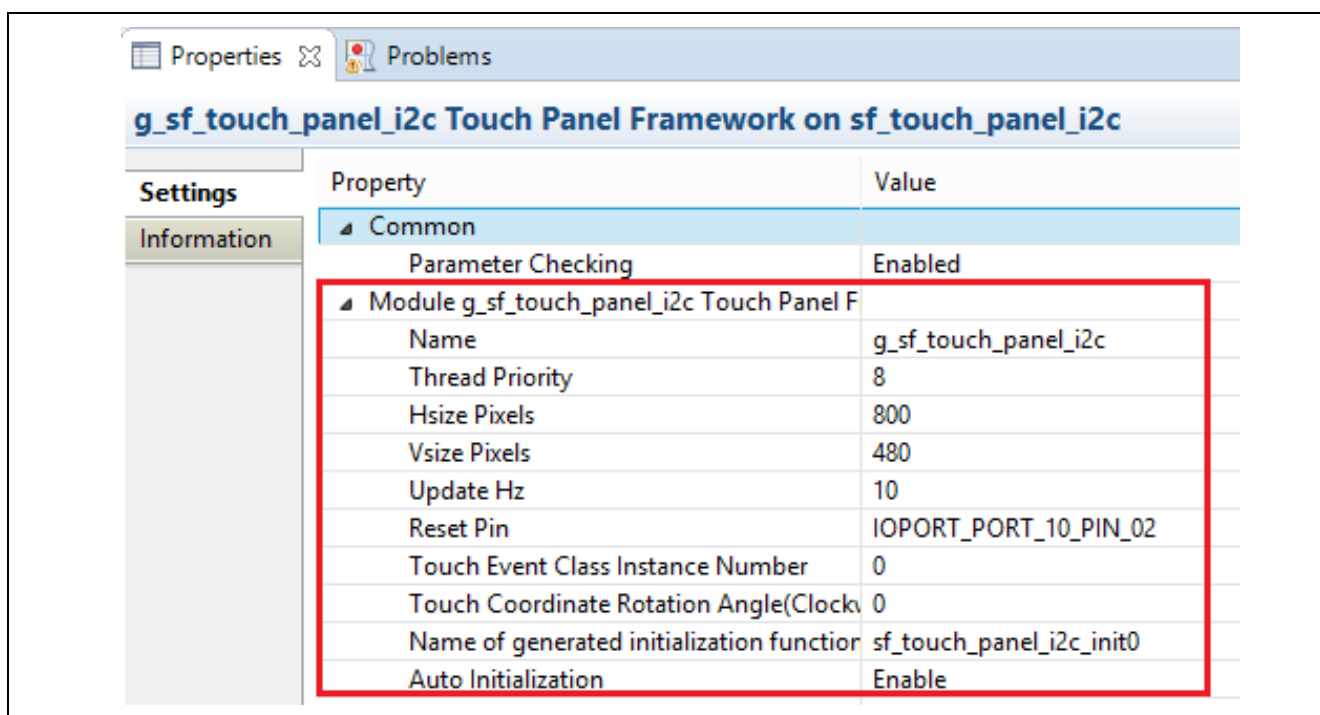 Properties Problems
g_sf_touch_panel_i2c Touch Panel Framework on sf_touch_panel_i2c
Settings
Information
Property Value
Common
Parameter Checking Enabled
Module g_sf_touch_panel_i2c Touch Panel F
Name g_sf_touch_panel_i2c
Thread Priority 8
Hsize Pixels 800
Vsize Pixels 480
Update Hz 10
Reset Pin IOPORT_PORT_10_PIN_02
Touch Event Class Instance Number 0
Touch Coordinate Rotation Angle(Clockv 0
Name of generated initialization function sf_touch_panel_i2c_init0
Auto Initialization Enable